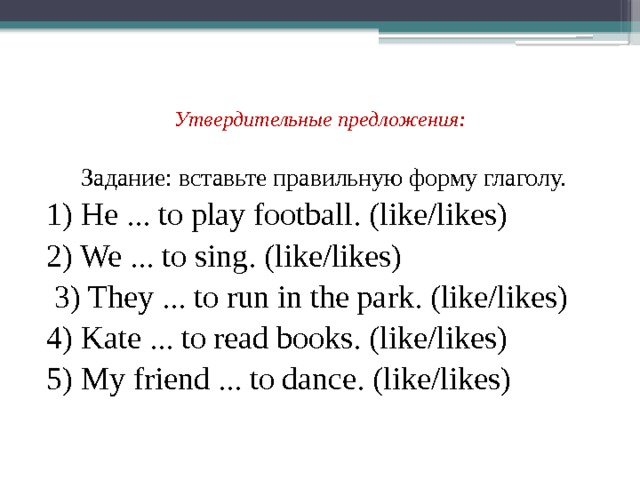 Утвердительные предложения:
Задание: вставьте правильную форму глаголу.
1) He ... to play football. (like/likes)
2) We ... to sing. (like/likes)
3) They ... to run in the park. (like/likes)
4) Kate ... to read books. (like/likes)
5) My friend ... to dance. (like/likes)